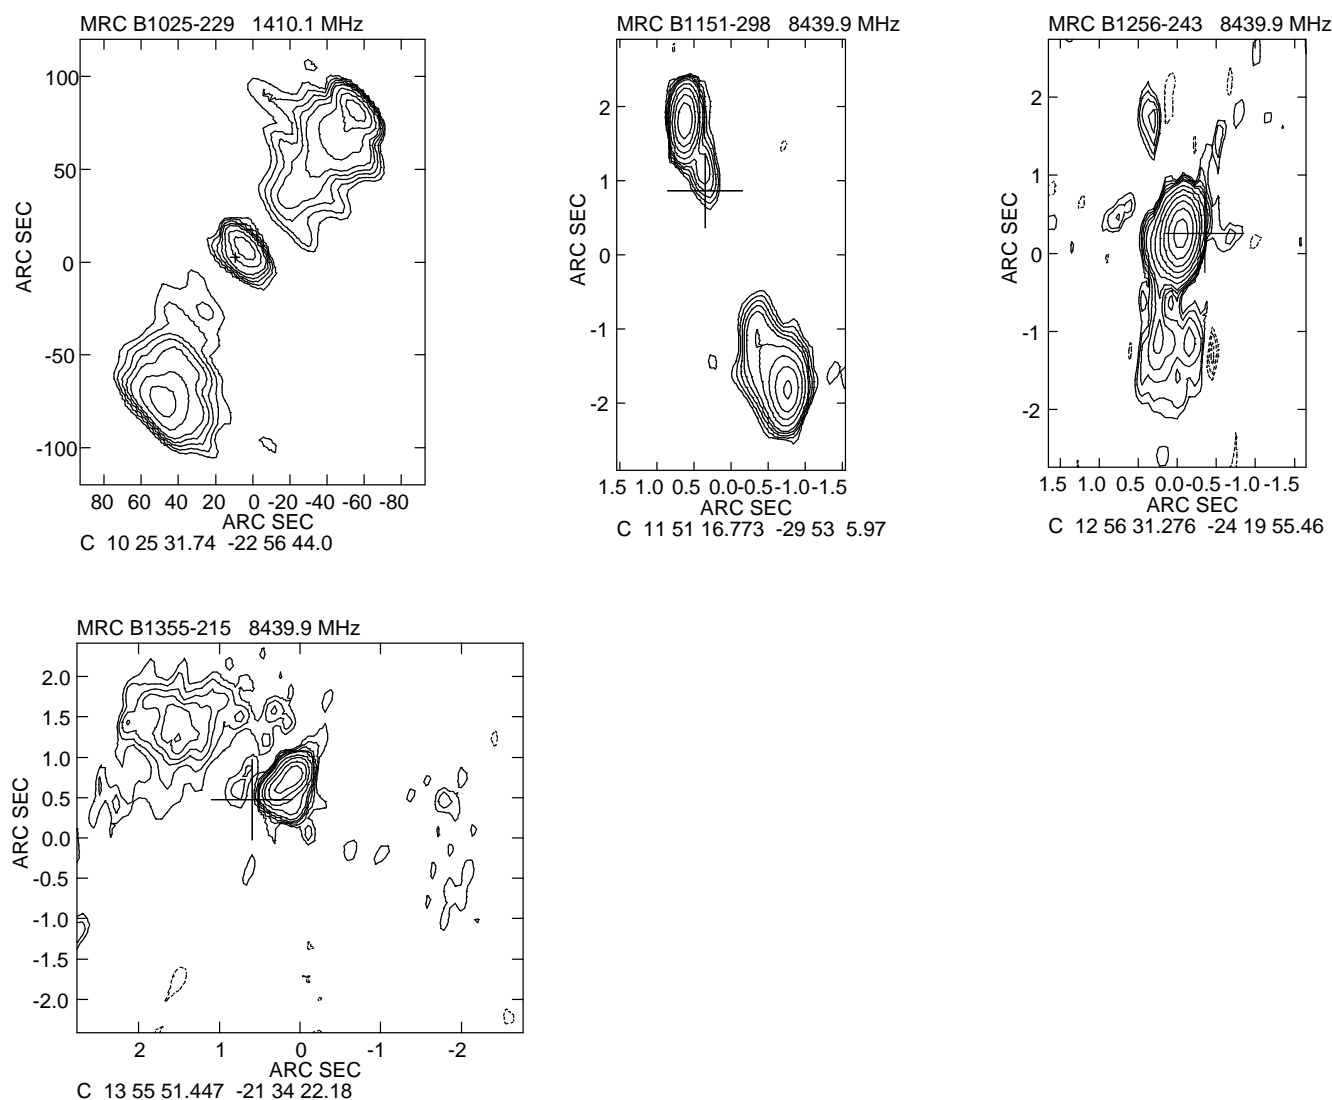 MRC B1025-229 1410.1 MHz
100
50
0
-50
-100
ARC SEC
80 60 40 20 0 -20 -40 -60 -80
ARC SEC
C 10 25 31.74 -22 56 44.0
MRC B1151-298 8439.9 MHz
2
1
0
-1
-2
ARC SEC
1.5 1.0 0.5 0.0 -0.5 -1.0 -1.5
ARC SEC
C 11 51 16.773 -29 53 5.97
MRC B1256-243 8439.9 MHz
2
1
0
-1
-2
ARC SEC
1.5 1.0 0.5 0.0 -0.5 -1.0 -1.5
ARC SEC
C 12 56 31.276 -24 19 55.46
MRC B1355-215 8439.9 MHz
2.0
1.5
1.0
0.5
0.0
-0.5
-1.0
-1.5
-2.0
ARC SEC
2 1 0 -1 -2
ARC SEC
C 13 55 51.447 -21 34 22.18